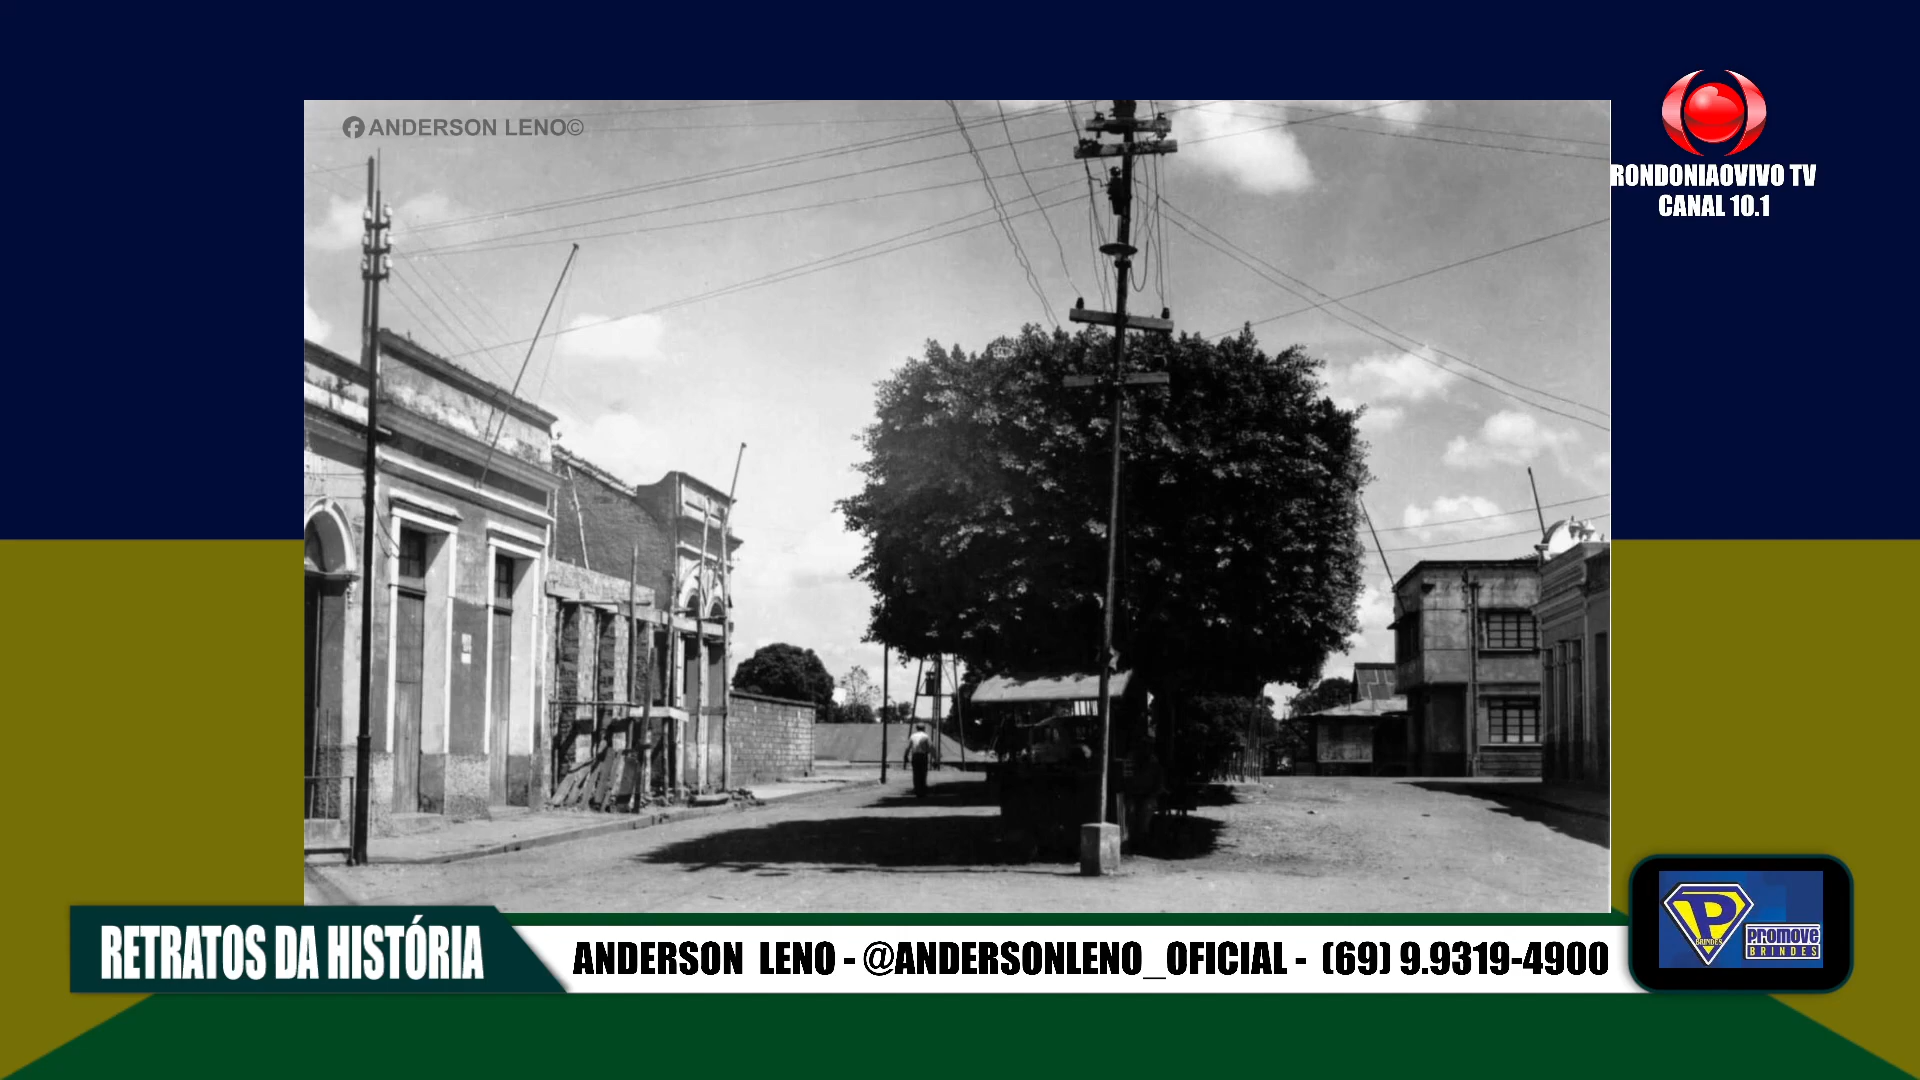 ANDERSON LENO©
RONDONIAOVIVO TV
CANAL 10.1
RETRATOS DA HISTÓRIA
ANDERSON LENO - @ANDERSONLENO_OFICIAL - (69) 9.9319-4900
P
BRINDES
promove
BRINDES